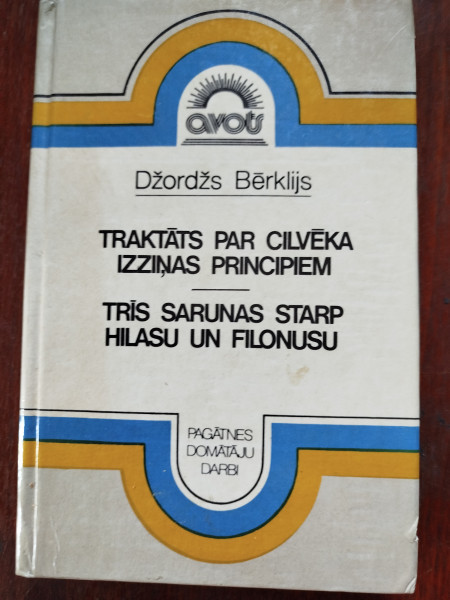 avots
Džordžs Bērklijs
TRAKTĀTS PAR CILVĒKA
IZZIŅAS PRINCIPIEM
TRĪS SARUNAS STARP
HILASU UN FILONUSU
PAGĀTNES
DOMĀTĀJU
DARBI